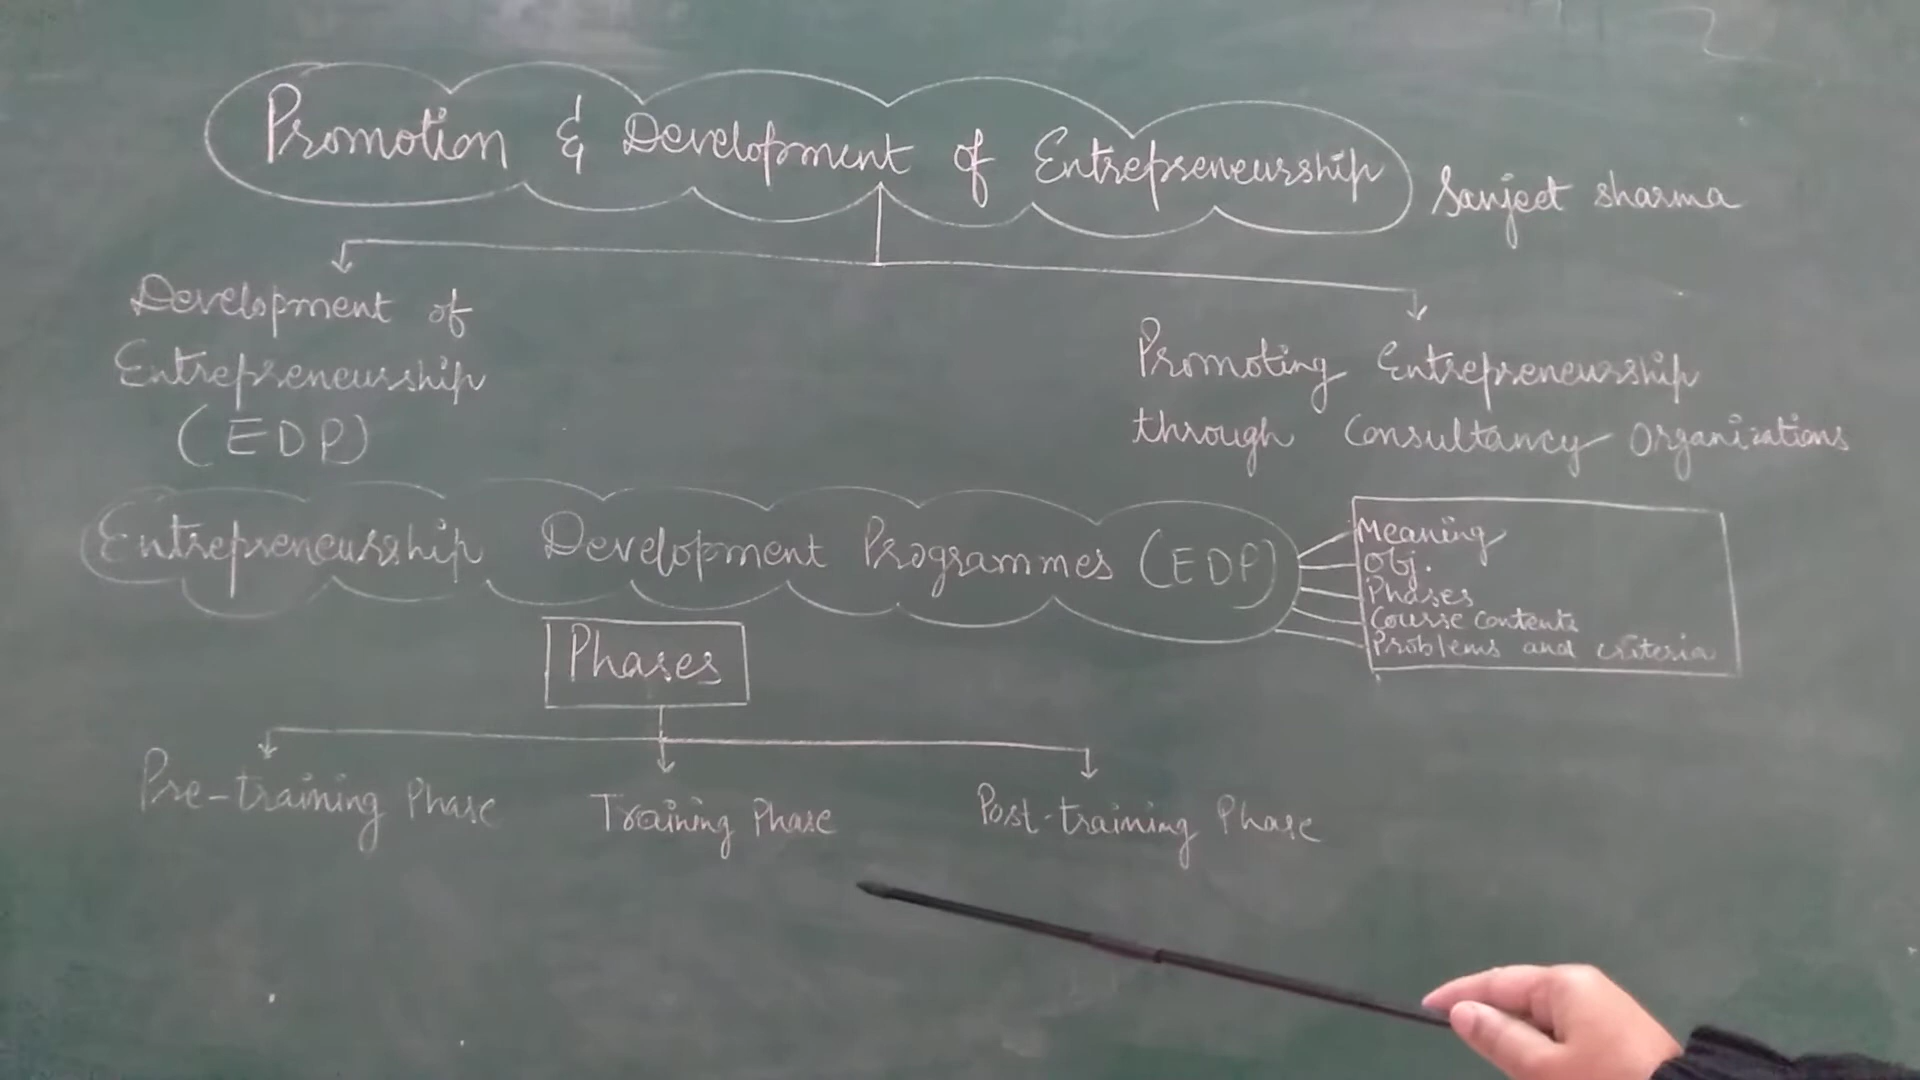 Promotion & Development of Entrepreneurship
Sanjeet sharma
Development of
Entrepreneurship
(EDP)
Promoting Entrepreneurship
through Consultancy Organizations
Entrepreneurship Development Programmes (EDP)
Meaning
Obj.
Phases
Course contents
Problems and criteria
Phases
Pre-training Phase
Training Phase
Post-training Phase